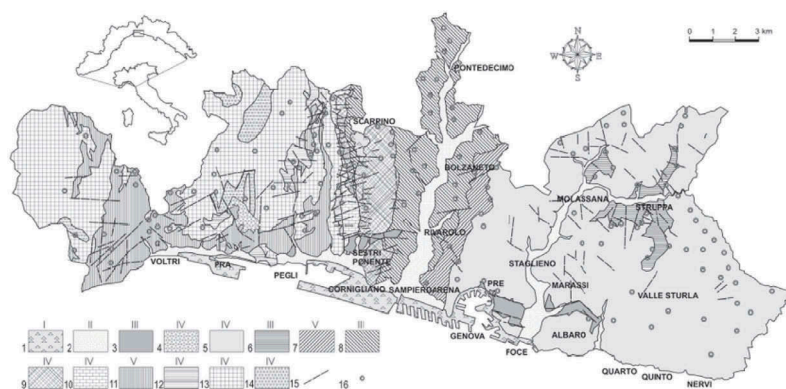 0 1 2 3 km
N
W E
S
PONTEDECIMO
SCARPINO
BOLZANETO
MOLASSANA
STRUPPA
RIVAROLO
SESTRI
PONENTE
VOLTRI
PRA
PEGLI
STAGLIENO
CORNIGLIANO
SAMPIERDARENA
PRE
MARASSI
VALLE STURLA
GENOVA
ALBARO
FOCE
QUARTO
QUINTO
NERVI
I II III IV IV III V III
1 2 3 4 5 6 7 8
IV IV V IV IV IV
9 10 11 12 13 14 15 16